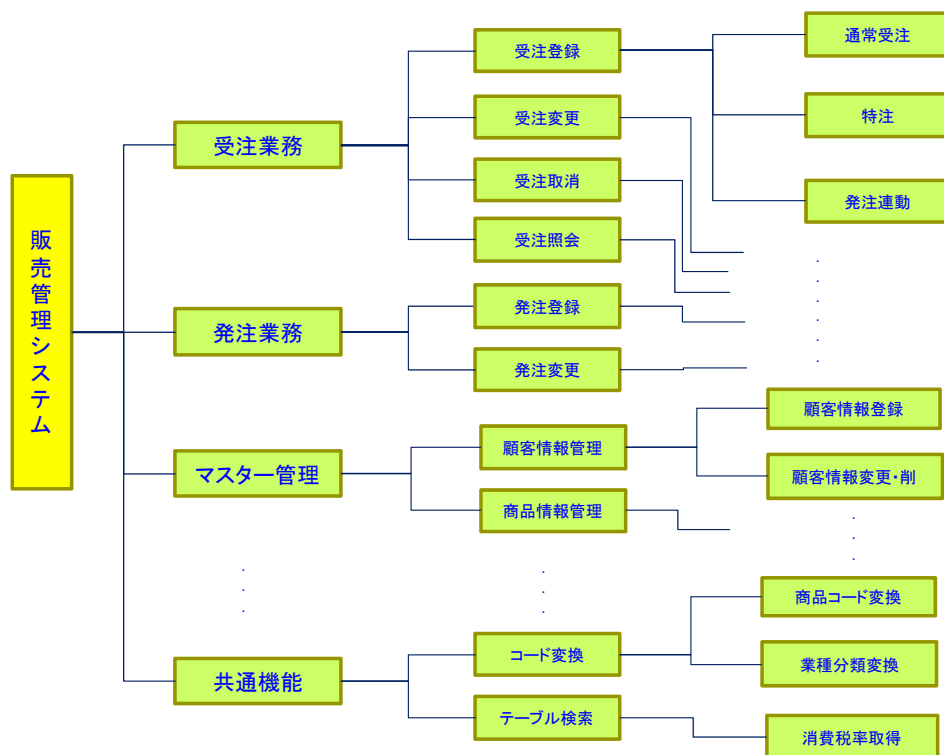 販売管理システム
受注業務
受注登録
通常受注
特注
発注連動
受注変更
受注取消
受注照会
発注業務
発注登録
発注変更
マスター管理
顧客情報管理
顧客情報登録
顧客情報変更・削
商品情報管理
共通機能
コード変換
商品コード変換
業種分類変換
テーブル検索
消費税率取得